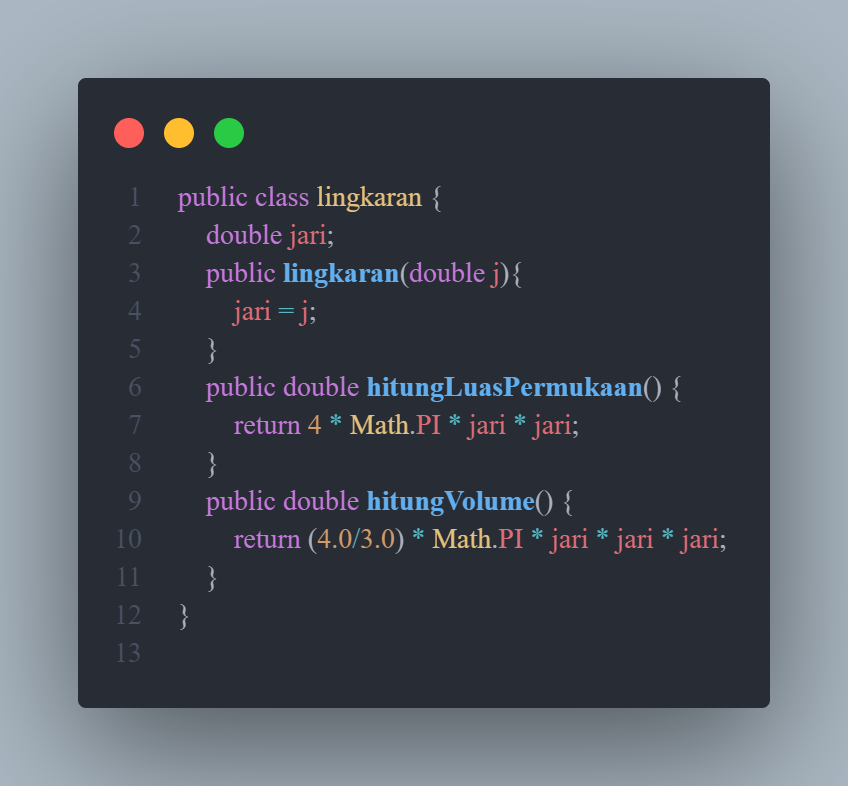 1 public class lingkaran {
2 double jari;
3 public lingkaran(double j){
4 jari = j;
5 }
6 public double hitungLuasPermukaan() {
7 return 4 * Math.PI * jari * jari;
8 }
9 public double hitungVolume() {
10 return (4.0/3.0) * Math.PI * jari * jari * jari;
11 }
12 }
13